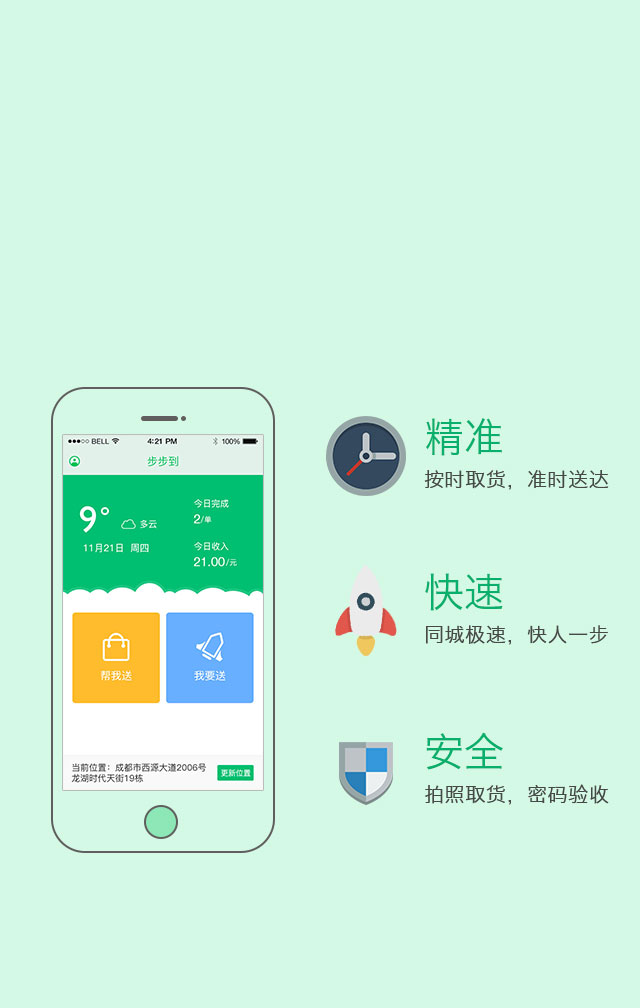 ●●●○○ BELL 4:21 PM 100%
步步到
9° 多云
11月21日 周四
今日完成
2/单
今日收入
21.00/元
帮我送
我要送
当前位置：成都市西源大道2006号
龙湖时代天街19栋
更新位置
精准
按时取货，准时送达
快速
同城极速，快人一步
安全
拍照取货，密码验收